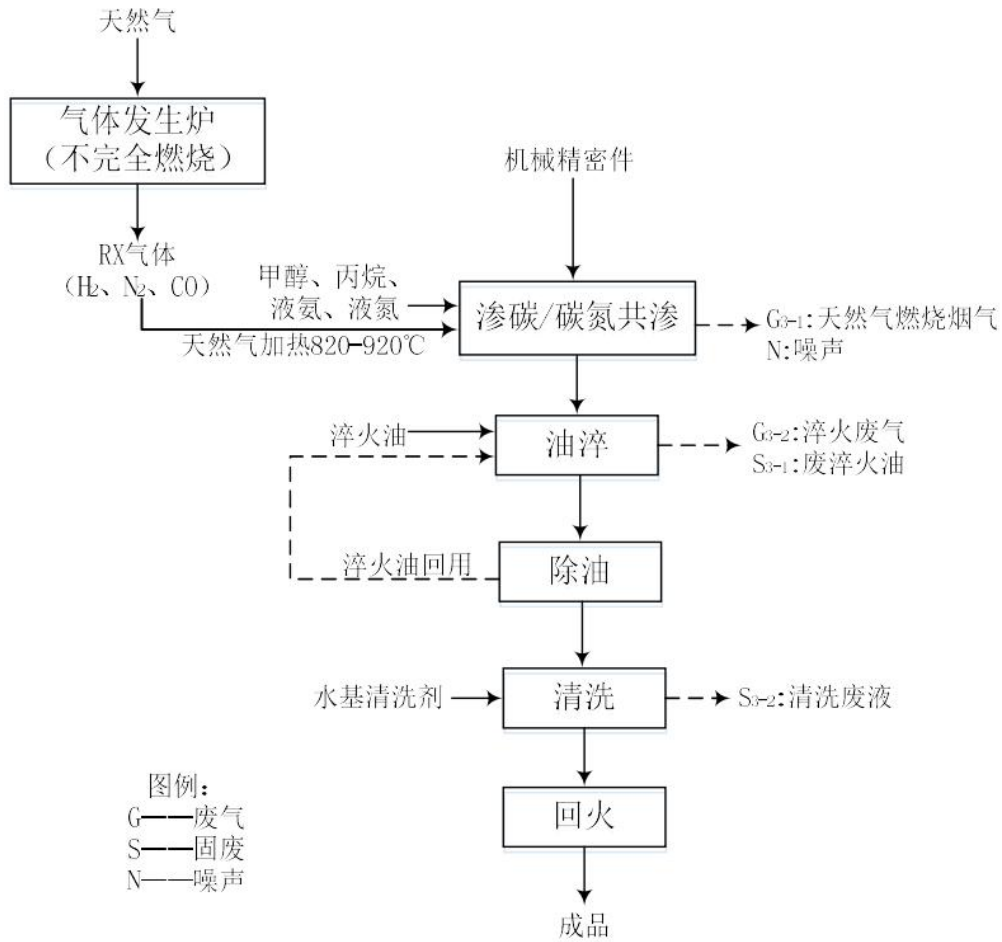 天然气
气体发生炉
（不完全燃烧）
RX气体
（H₂、N₂、CO）
机械精密件
甲醇、丙烷、
液氨、液氮
天然气加热820-920℃
渗碳/碳氮共渗
G₃₋₁:天然气燃烧烟气
N:噪声
淬火油
油淬
G₃₋₂:淬火废气
S₃₋₁:废淬火油
淬火油回用
除油
水基清洗剂
清洗
S₃₋₂:清洗废液
回火
成品
图例：
G——废气
S——固废
N——噪声